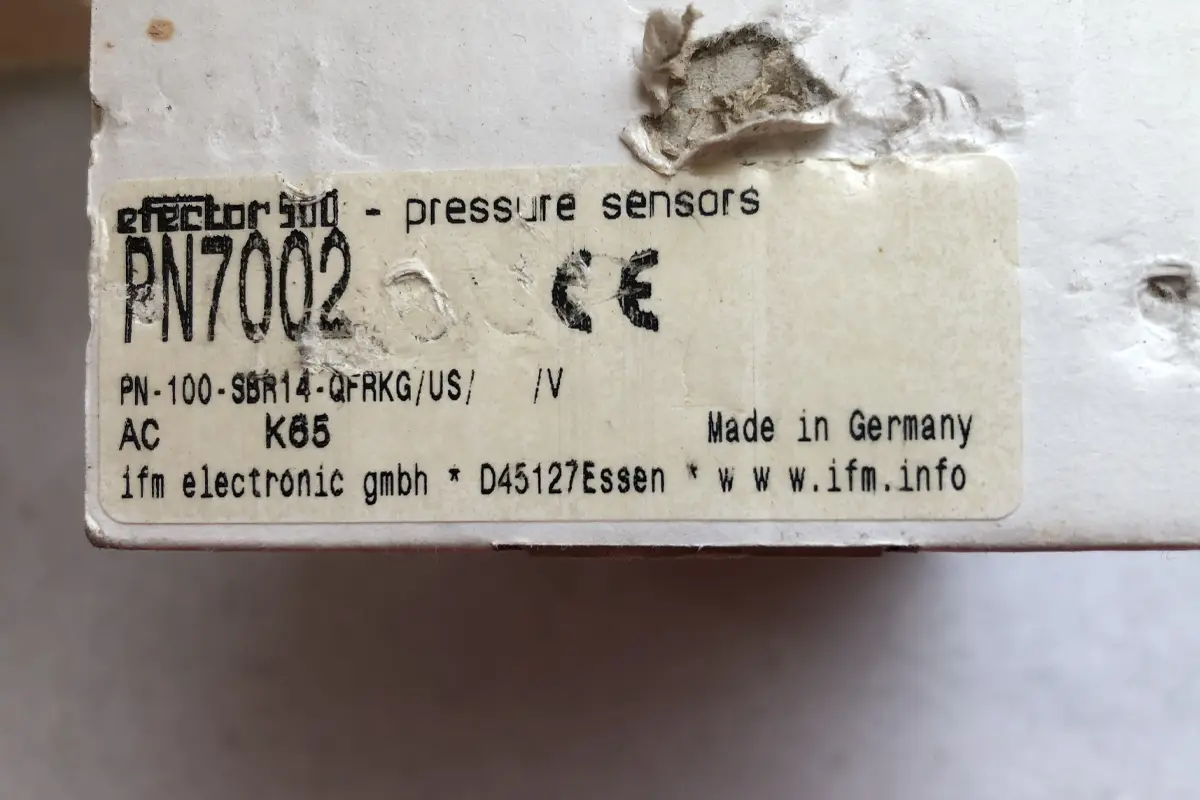 efector500 - pressure sensors
PN7002
CE
PN-100-SBR14-QFRKG/US/ /V
AC K65
Made in Germany
ifm electronic gmbh * D45127Essen * w w w.ifm.info